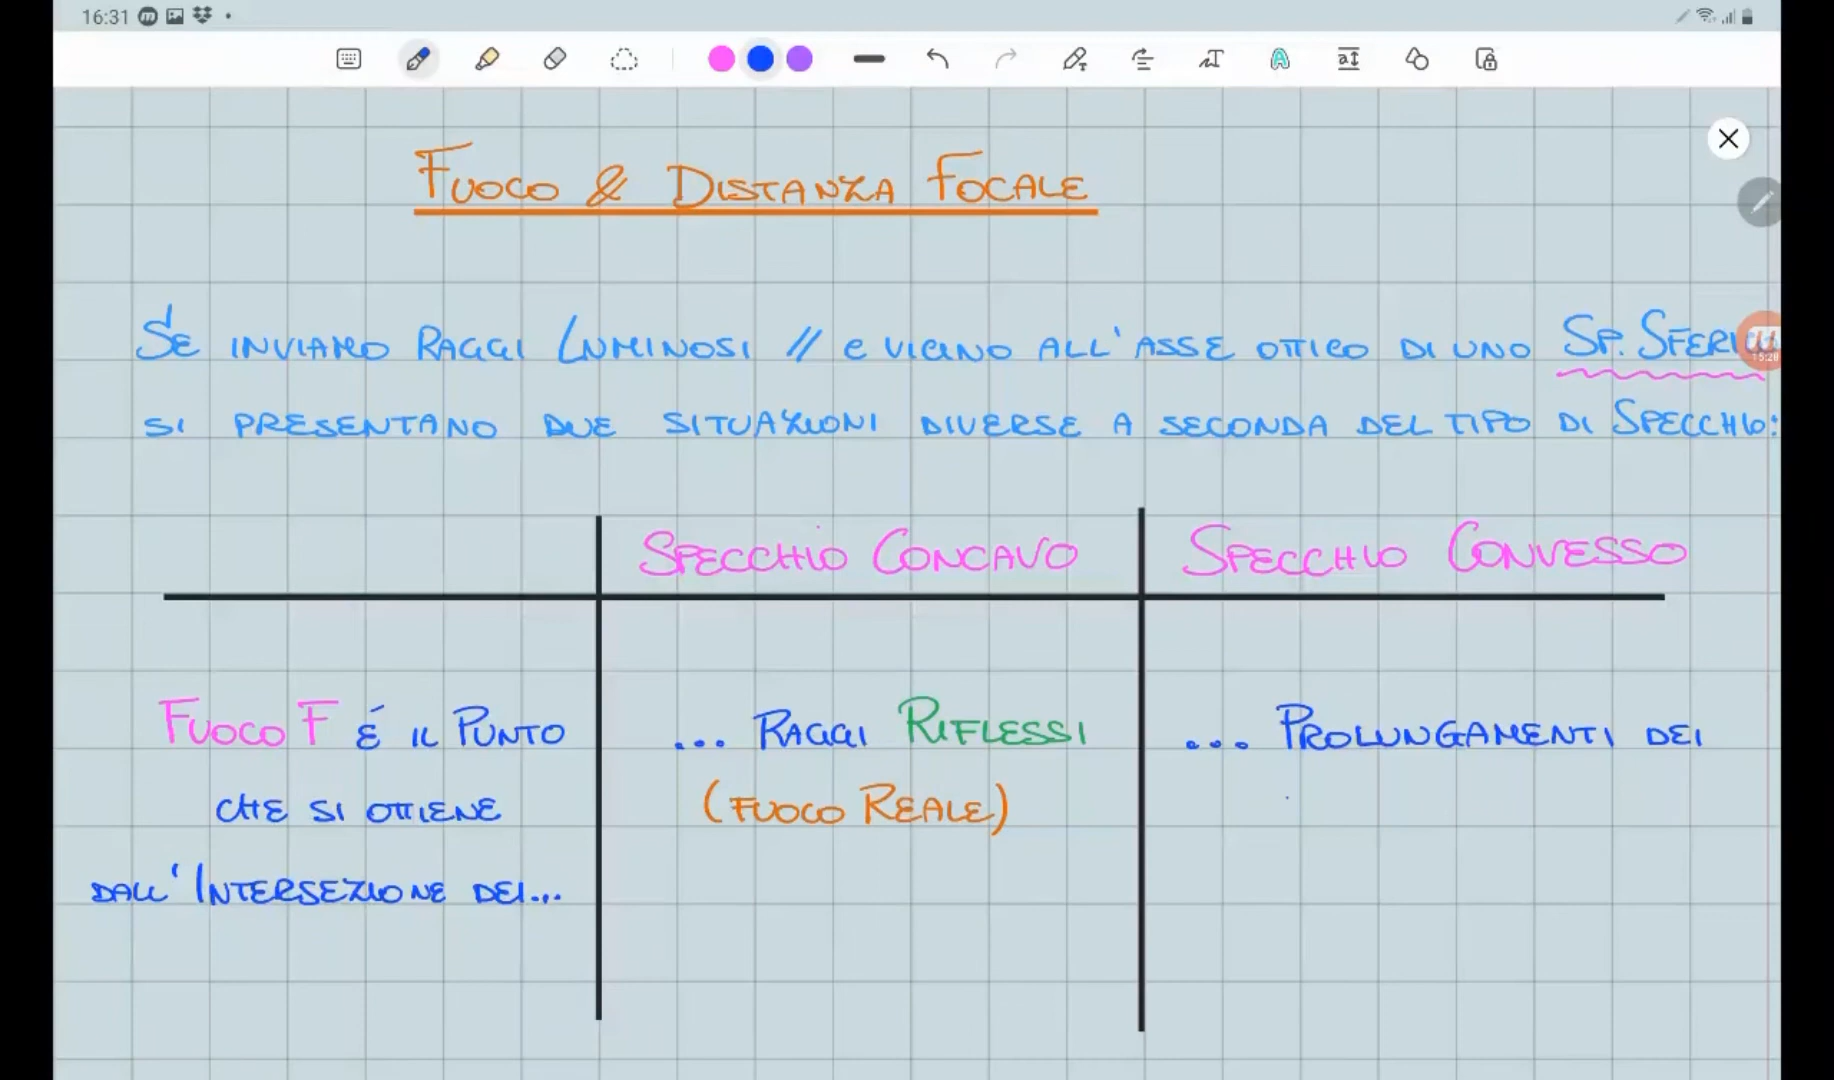 16:31
FUOCO & DISTANZA FOCALE
SE INVIAMO RAGGI LUMINOSI // E VICINO ALL'ASSE OTTICO DI UNO SP. SFERI
15:28
SI PRESENTANO DUE SITUAZIONI DIVERSE A SECONDA DEL TIPO DI SPECCHIO:
SPECCHIO CONCAVO SPECCHIO CONVESSO
FUOCO F É IL PUNTO ... RAGGI RIFLESSI ... PROLUNGAMENTI DEI
CHE SI OTTIENE (FUOCO REALE)
DALL'INTERSEZIONE DEI...